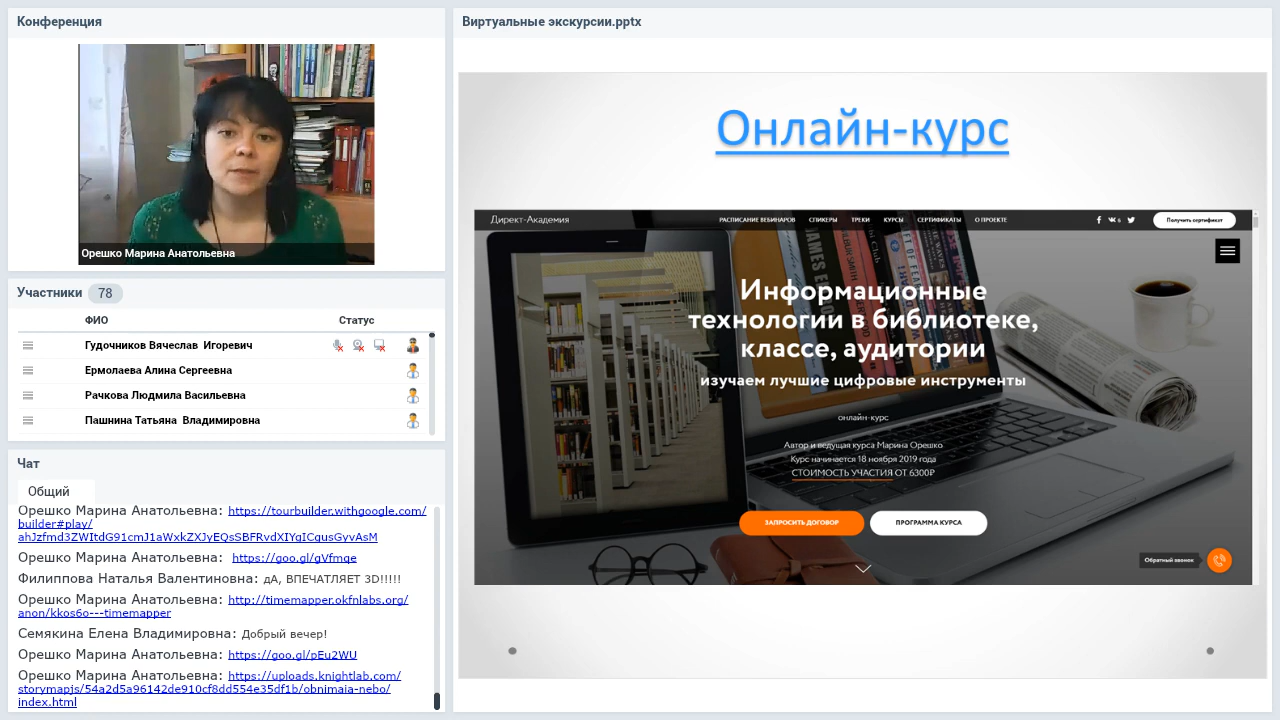 Конференция
Орешко Марина Анатольевна
Участники 78
ФИО Статус
Гудочников Вячеслав Игоревич
Ермолаева Алина Сергеевна
Рачкова Людмила Васильевна
Пашнина Татьяна Владимировна
Чат
Общий
Орешко Марина Анатольевна: https://tourbuilder.withgoogle.com/
builder#play/
ahJzfmd3ZWItdG91cmJ1aWxkZXJyEQsSBFRvdXIYgICgusGyvAsM
Орешко Марина Анатольевна: https://goo.gl/gVfmqe
Филиппова Наталья Валентиновна: дА, ВПЕЧАТЛЯЕТ 3D!!!!!
Орешко Марина Анатольевна: http://timemapper.okfnlabs.org/
anon/kkos6o---timemapper
Семякина Елена Владимировна: Добрый вечер!
Орешко Марина Анатольевна: https://goo.gl/pEu2WU
Орешко Марина Анатольевна: https://uploads.knightlab.com/
storymapjs/54a2d5a96142de910cf8dd554e35df1b/obnimaia-nebo/
index.html
Виртуальные экскурсии.pptx
Онлайн-курс
Директ-Академия РАСПИСАНИЕ ВЕБИНАРОВ СПИКЕРЫ ТРЕКИ КУРСЫ СЕРТИФИКАТЫ О ПРОЕКТЕ Получить сертификат
Информационные
технологии в библиотеке,
классе, аудитории
изучаем лучшие цифровые инструменты
онлайн-курс
Автор и ведущая курса Марина Орешко
Курс начинается 18 ноября 2019 года
СТОИМОСТЬ УЧАСТИЯ ОТ 6300₽
ЗАПРОСИТЬ ДОГОВОР ПРОГРАММА КУРСА
Обратный звонок